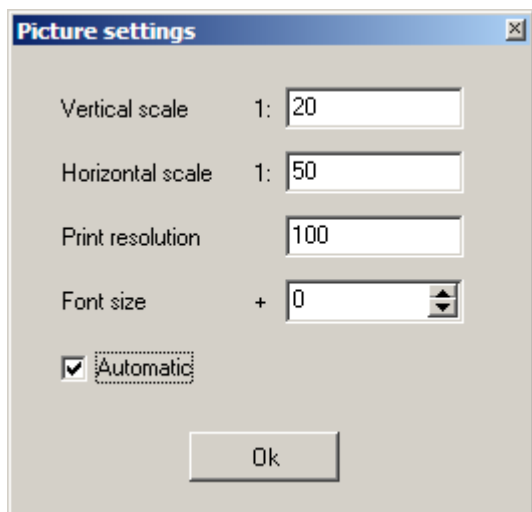 Picture settings
Vertical scale 1: 20
Horizontal scale 1: 50
Print resolution 100
Font size + 0
Automatic
Ok